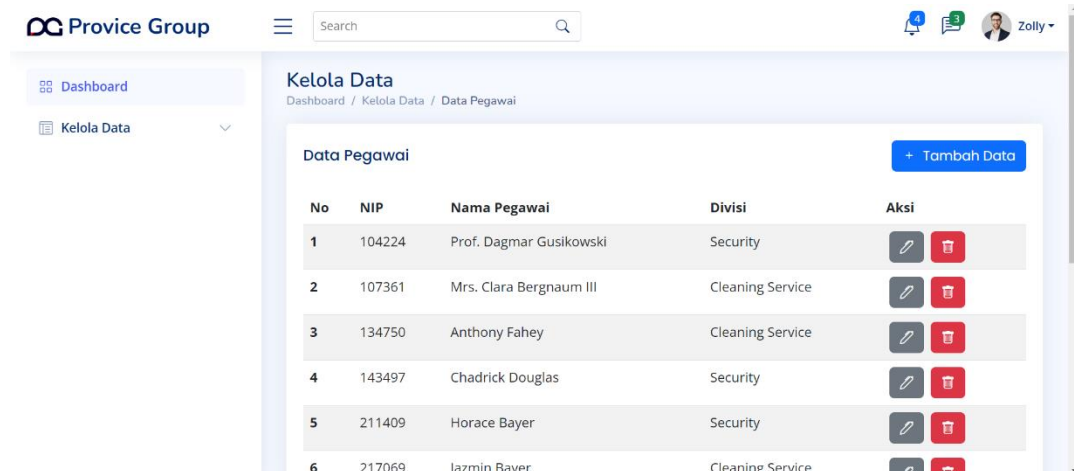 Provice Group
Search
4
3
Zolly
Dashboard
Kelola Data
Kelola Data
Dashboard / Kelola Data / Data Pegawai
Data Pegawai
+ Tambah Data
No NIP Nama Pegawai Divisi Aksi
1 104224 Prof. Dagmar Gusikowski Security
2 107361 Mrs. Clara Bergnaum III Cleaning Service
3 134750 Anthony Fahey Cleaning Service
4 143497 Chadrick Douglas Security
5 211409 Horace Bayer Security
6 217069 Jazmin Bayer Cleaning Service